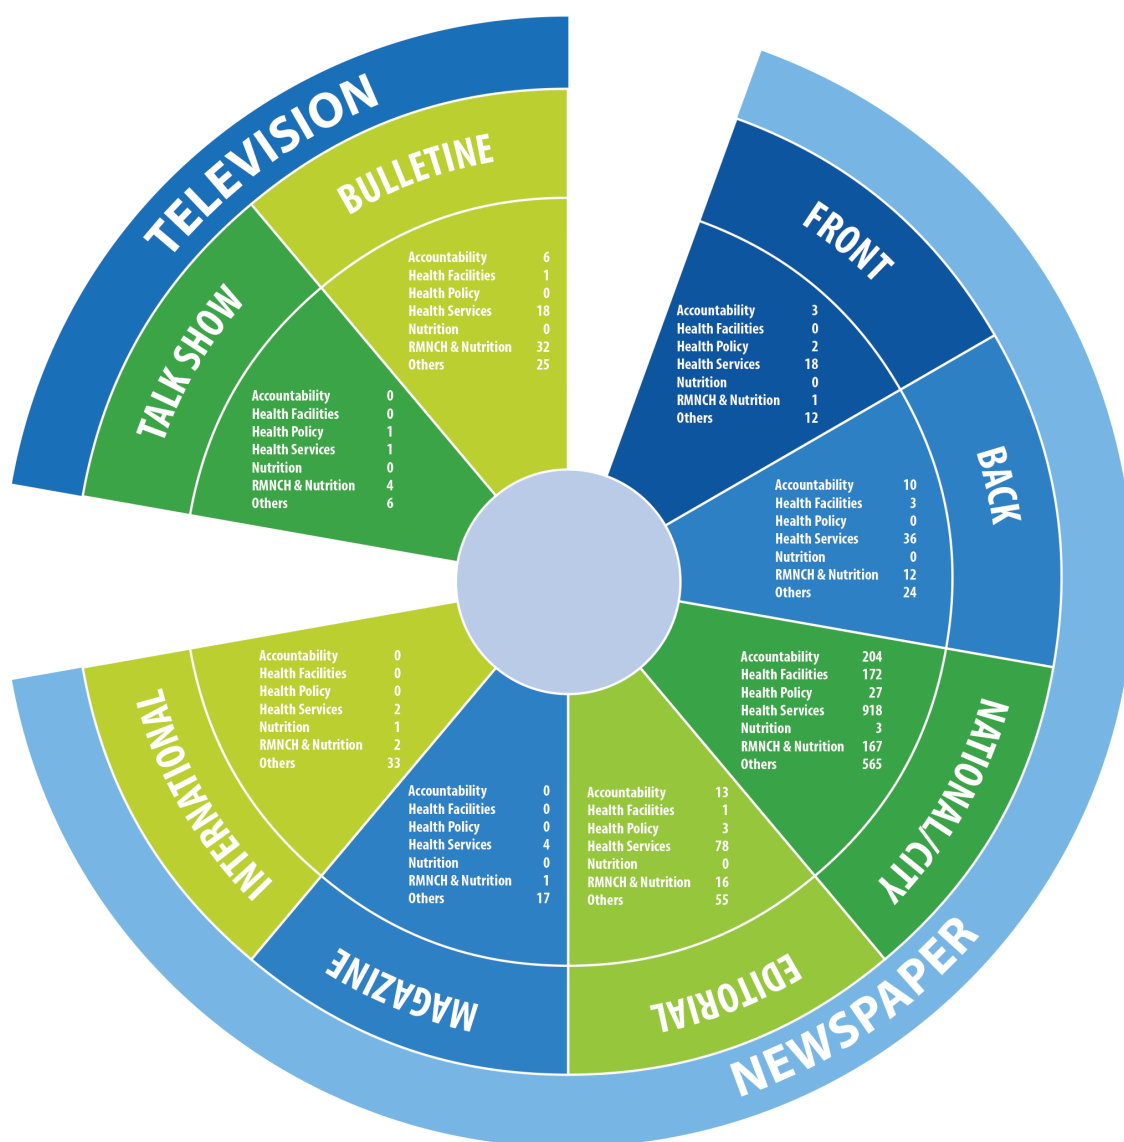 TELEVISION
BULLETINE
Accountability 6
Health Facilities 1
Health Policy 0
Health Services 18
Nutrition 0
RMNCH & Nutrition 32
Others 25
TALK SHOW
Accountability 0
Health Facilities 0
Health Policy 1
Health Services 1
Nutrition 0
RMNCH & Nutrition 4
Others 6
NEWSPAPER
FRONT
Accountability 3
Health Facilities 0
Health Policy 2
Health Services 18
Nutrition 0
RMNCH & Nutrition 1
Others 12
BACK
Accountability 10
Health Facilities 3
Health Policy 0
Health Services 36
Nutrition 0
RMNCH & Nutrition 12
Others 24
NATIONAL/CITY
Accountability 204
Health Facilities 172
Health Policy 27
Health Services 918
Nutrition 3
RMNCH & Nutrition 167
Others 565
EDITORIAL
Accountability 13
Health Facilities 1
Health Policy 3
Health Services 78
Nutrition 0
RMNCH & Nutrition 16
Others 55
MAGAZINE
Accountability 0
Health Facilities 0
Health Policy 0
Health Services 4
Nutrition 0
RMNCH & Nutrition 1
Others 17
INTERNATIONAL
Accountability 0
Health Facilities 0
Health Policy 0
Health Services 2
Nutrition 1
RMNCH & Nutrition 2
Others 33